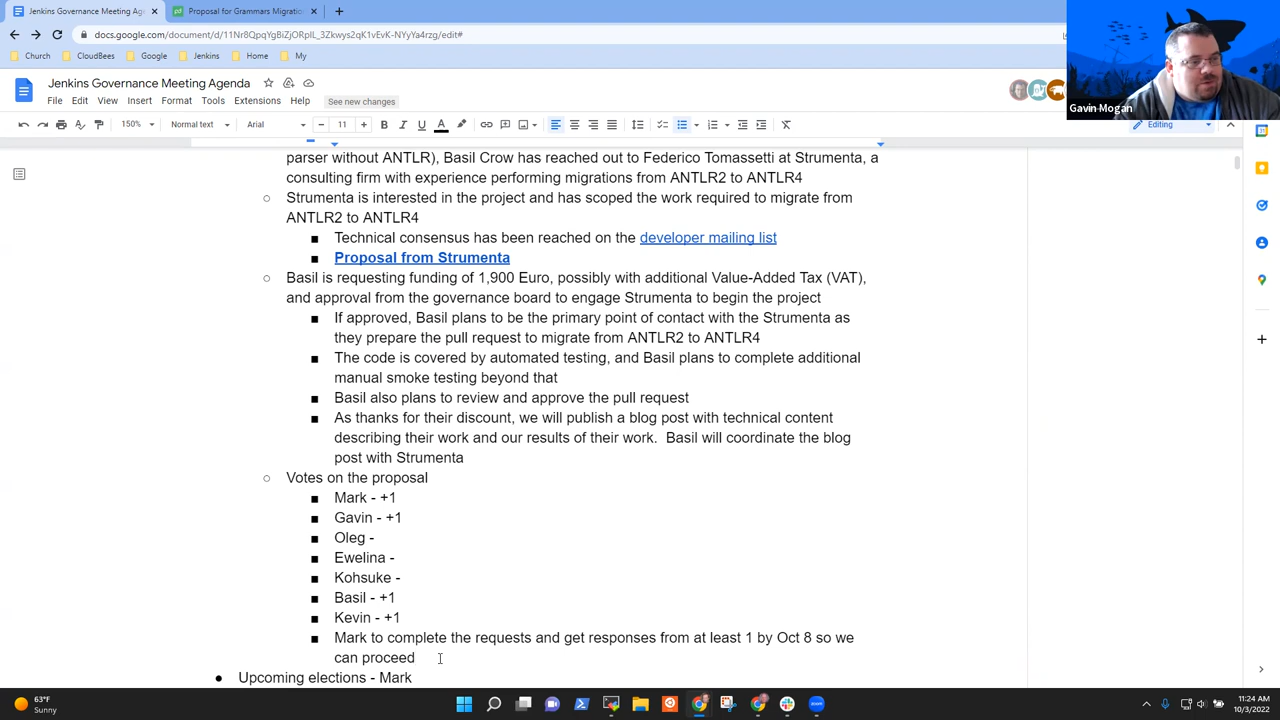 Jenkins Governance Meeting Age
Proposal for Grammars Migratio
docs.google.com/document/d/11Nr8QpqYgBiZjORpIL_3Zkwys2qK1vEvK-NYyYa4rzg/edit#
Church
CloudBees
Google
Jenkins
Home
My
Jenkins Governance Meeting Agenda
File Edit View Insert Format Tools Extensions Help See new changes
Gavin Mogan
150% Normal text Arial 11 Editing
parser without ANTLR), Basil Crow has reached out to Federico Tomassetti at Strumenta, a
consulting firm with experience performing migrations from ANTLR2 to ANTLR4
Strumenta is interested in the project and has scoped the work required to migrate from
ANTLR2 to ANTLR4
Technical consensus has been reached on the developer mailing list
Proposal from Strumenta
Basil is requesting funding of 1,900 Euro, possibly with additional Value-Added Tax (VAT),
and approval from the governance board to engage Strumenta to begin the project
If approved, Basil plans to be the primary point of contact with the Strumenta as
they prepare the pull request to migrate from ANTLR2 to ANTLR4
The code is covered by automated testing, and Basil plans to complete additional
manual smoke testing beyond that
Basil also plans to review and approve the pull request
As thanks for their discount, we will publish a blog post with technical content
describing their work and our results of their work.  Basil will coordinate the blog
post with Strumenta
Votes on the proposal
Mark - +1
Gavin - +1
Oleg -
Ewelina -
Kohsuke -
Basil - +1
Kevin - +1
Mark to complete the requests and get responses from at least 1 by Oct 8 so we
can proceed
Upcoming elections - Mark
63°F
Sunny
11:24 AM
10/3/2022